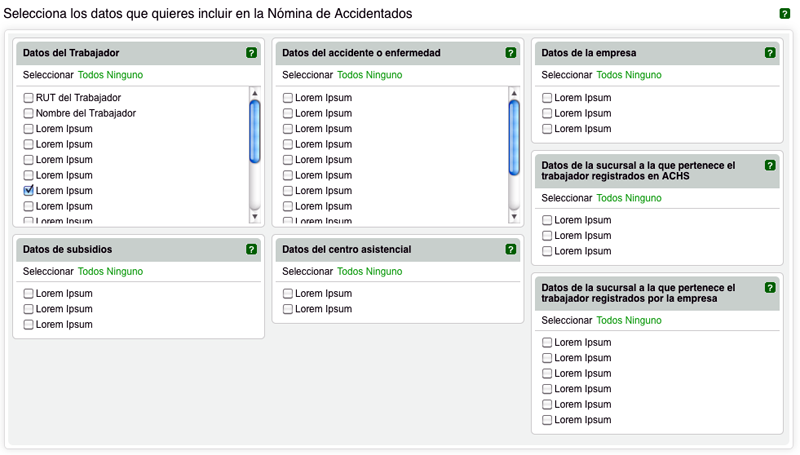 Selecciona los datos que quieres incluir en la Nómina de Accidentados
?
Datos del Trabajador
?
Seleccionar Todos Ninguno
RUT del Trabajador
Nombre del Trabajador
Lorem Ipsum
Lorem Ipsum
Lorem Ipsum
Lorem Ipsum
Lorem Ipsum
Lorem Ipsum
Lorem Ipsum
Datos del accidente o enfermedad
?
Seleccionar Todos Ninguno
Lorem Ipsum
Lorem Ipsum
Lorem Ipsum
Lorem Ipsum
Lorem Ipsum
Lorem Ipsum
Lorem Ipsum
Lorem Ipsum
Lorem Ipsum
Datos de la empresa
?
Seleccionar Todos Ninguno
Lorem Ipsum
Lorem Ipsum
Lorem Ipsum
Datos de la sucursal a la que pertenece el
trabajador registrados en ACHS
?
Seleccionar Todos Ninguno
Lorem Ipsum
Lorem Ipsum
Lorem Ipsum
Datos de subsidios
?
Seleccionar Todos Ninguno
Lorem Ipsum
Lorem Ipsum
Lorem Ipsum
Datos del centro asistencial
?
Seleccionar Todos Ninguno
Lorem Ipsum
Lorem Ipsum
Datos de la sucursal a la que pertenece el
trabajador registrados por la empresa
?
Seleccionar Todos Ninguno
Lorem Ipsum
Lorem Ipsum
Lorem Ipsum
Lorem Ipsum
Lorem Ipsum
Lorem Ipsum